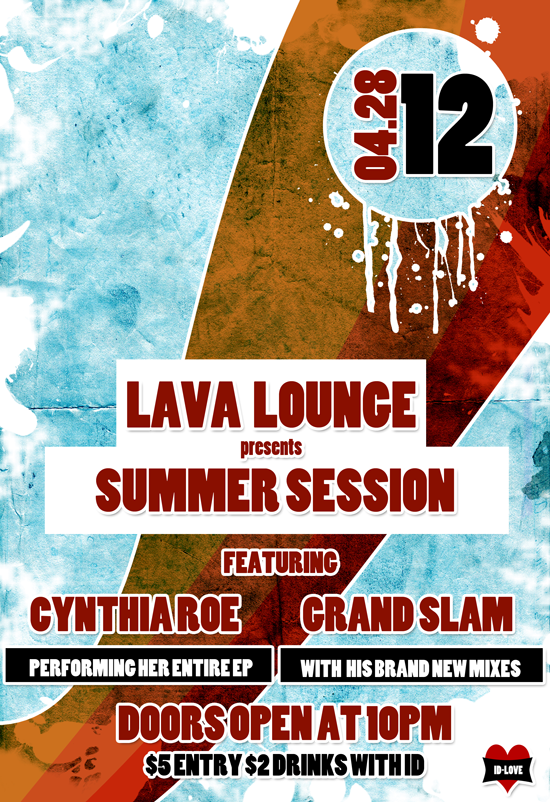 04.28
12
LAVA LOUNGE
presents
SUMMER SESSION
FEATURING
CYNTHIA ROE
GRAND SLAM
PERFORMING HER ENTIRE EP
WITH HIS BRAND NEW MIXES
DOORS OPEN AT 10PM
$5 ENTRY $2 DRINKS WITH ID
ID-LOVE